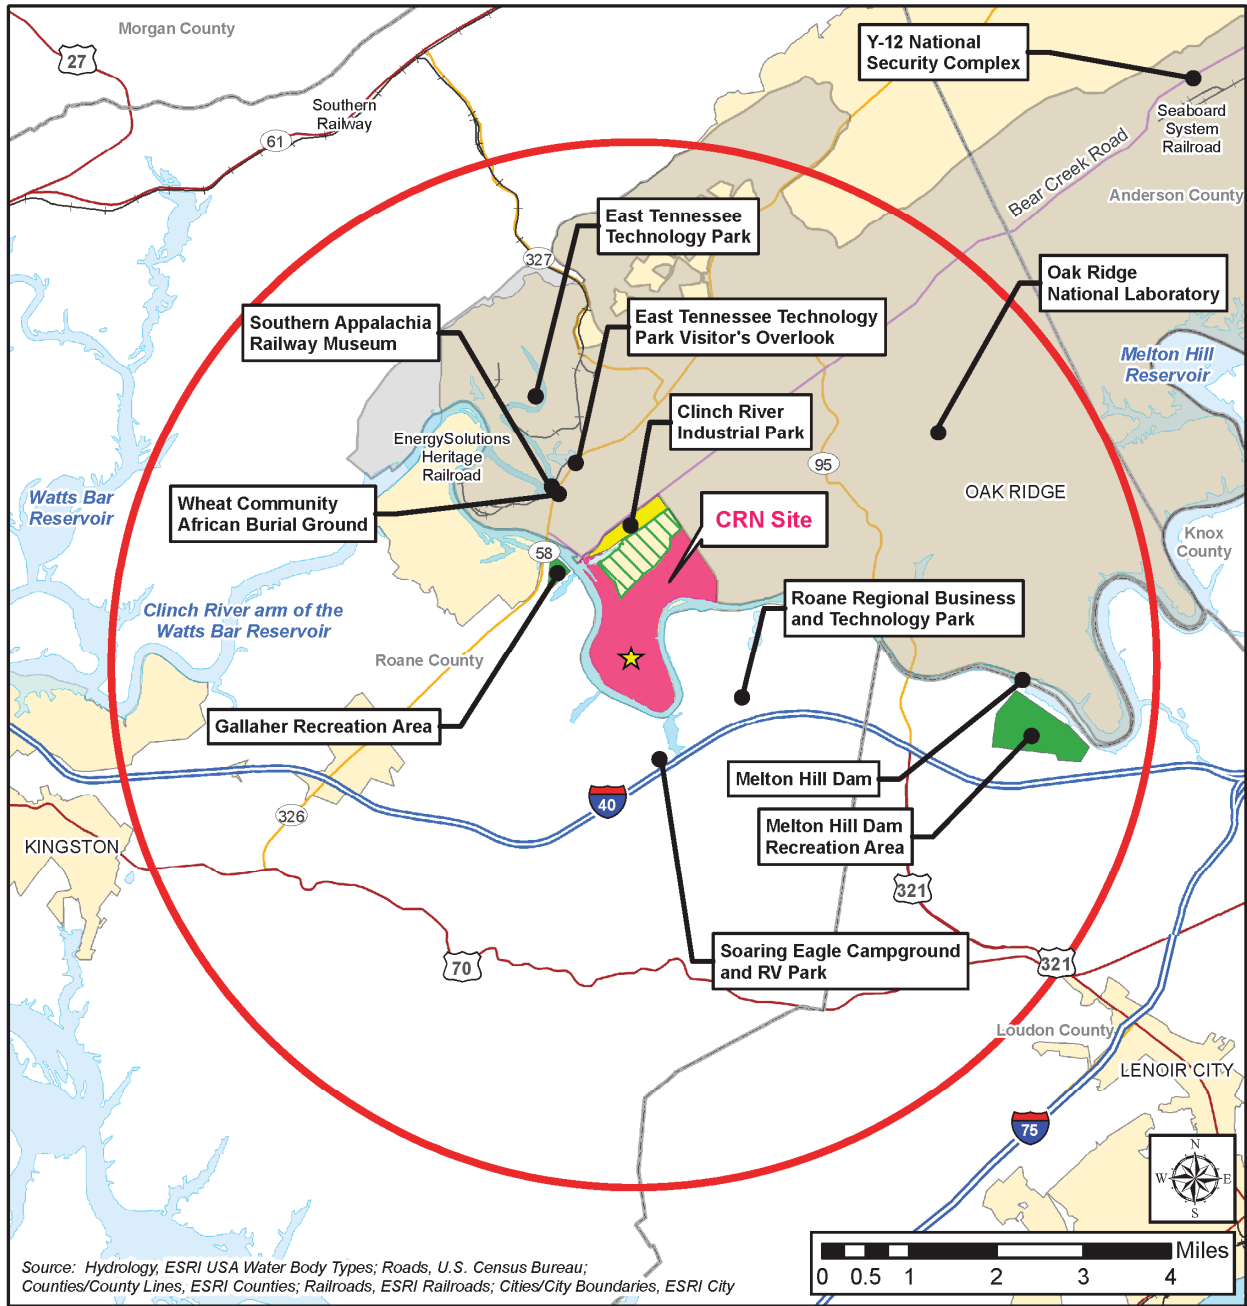 Morgan County
27
Southern
Railway
61
Y-12 National
Security Complex
Seaboard
System
Railroad
Bear Creek Road
Anderson County
East Tennessee
Technology Park
327
Oak Ridge
National Laboratory
Southern Appalachia
Railway Museum
East Tennessee Technology
Park Visitor's Overlook
Melton Hill
Reservoir
Clinch River
Industrial Park
EnergySolutions
Heritage
Railroad
95
OAK RIDGE
Watts Bar
Reservoir
Wheat Community
African Burial Ground
CRN Site
Knox
County
58
Clinch River arm of the
Watts Bar Reservoir
Roane Regional Business
and Technology Park
Roane County
Gallaher Recreation Area
Melton Hill Dam
40
326
Melton Hill Dam
Recreation Area
KINGSTON
321
Soaring Eagle Campground
and RV Park
70
321
Loudon County
LENOIR CITY
75
N
W
E
S
Miles
0 0.5 1 2 3 4
Source: Hydrology, ESRI USA Water Body Types; Roads, U.S. Census Bureau;
Counties/County Lines, ESRI Counties; Railroads, ESRI Railroads; Cities/City Boundaries, ESRI City